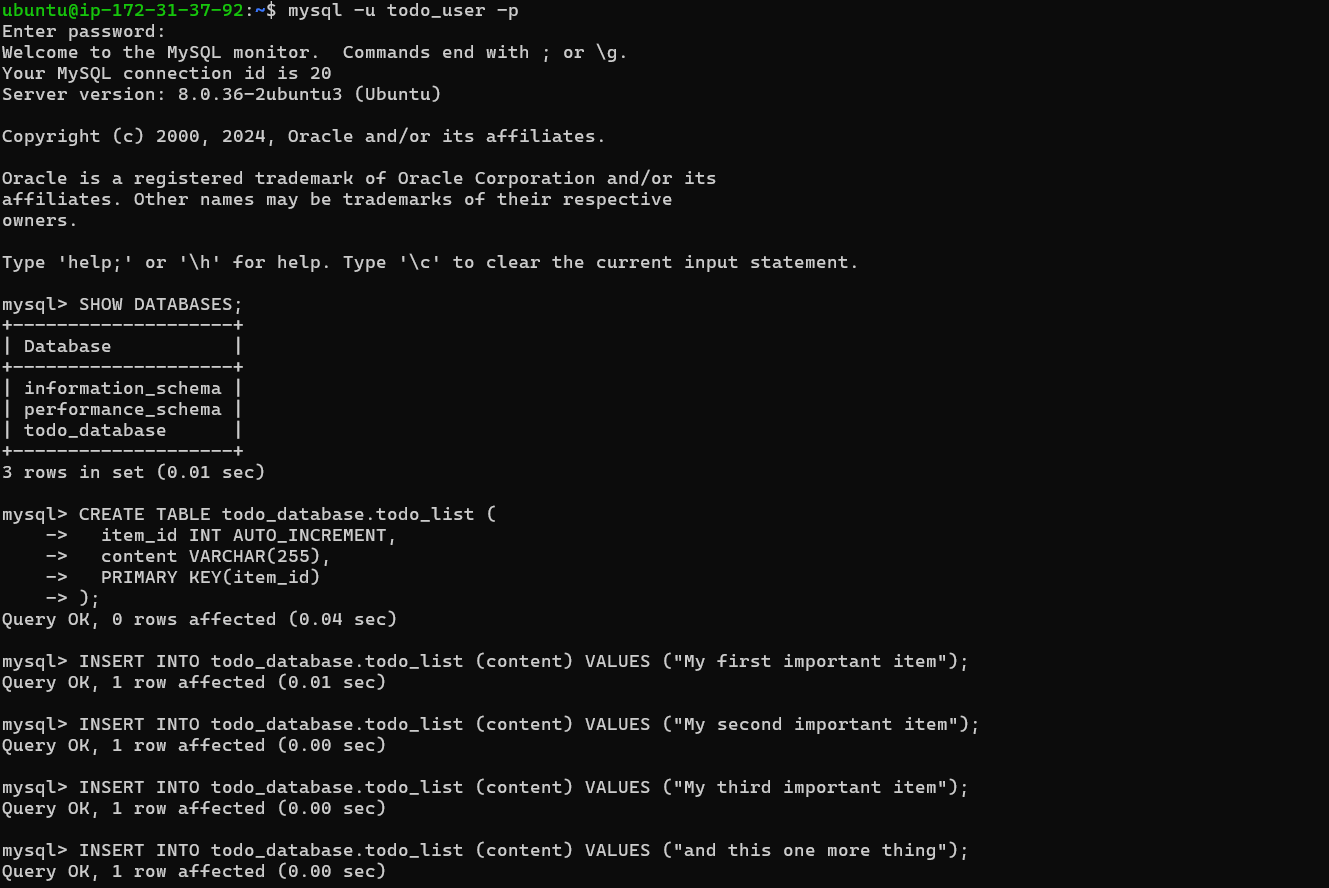 ubuntu@ip-172-31-37-92:~$ mysql -u todo_user -p
Enter password:
Welcome to the MySQL monitor.  Commands end with ; or \g.
Your MySQL connection id is 20
Server version: 8.0.36-2ubuntu3 (Ubuntu)

Copyright (c) 2000, 2024, Oracle and/or its affiliates.

Oracle is a registered trademark of Oracle Corporation and/or its
affiliates. Other names may be trademarks of their respective
owners.

Type 'help;' or '\h' for help. Type '\c' to clear the current input statement.

mysql> SHOW DATABASES;
+--------------------+
| Database           |
+--------------------+
| information_schema |
| performance_schema |
| todo_database      |
+--------------------+
3 rows in set (0.01 sec)

mysql> CREATE TABLE todo_database.todo_list (
    ->   item_id INT AUTO_INCREMENT,
    ->   content VARCHAR(255),
    ->   PRIMARY KEY(item_id)
    -> );
Query OK, 0 rows affected (0.04 sec)

mysql> INSERT INTO todo_database.todo_list (content) VALUES ("My first important item");
Query OK, 1 row affected (0.01 sec)

mysql> INSERT INTO todo_database.todo_list (content) VALUES ("My second important item");
Query OK, 1 row affected (0.00 sec)

mysql> INSERT INTO todo_database.todo_list (content) VALUES ("My third important item");
Query OK, 1 row affected (0.00 sec)

mysql> INSERT INTO todo_database.todo_list (content) VALUES ("and this one more thing");
Query OK, 1 row affected (0.00 sec)